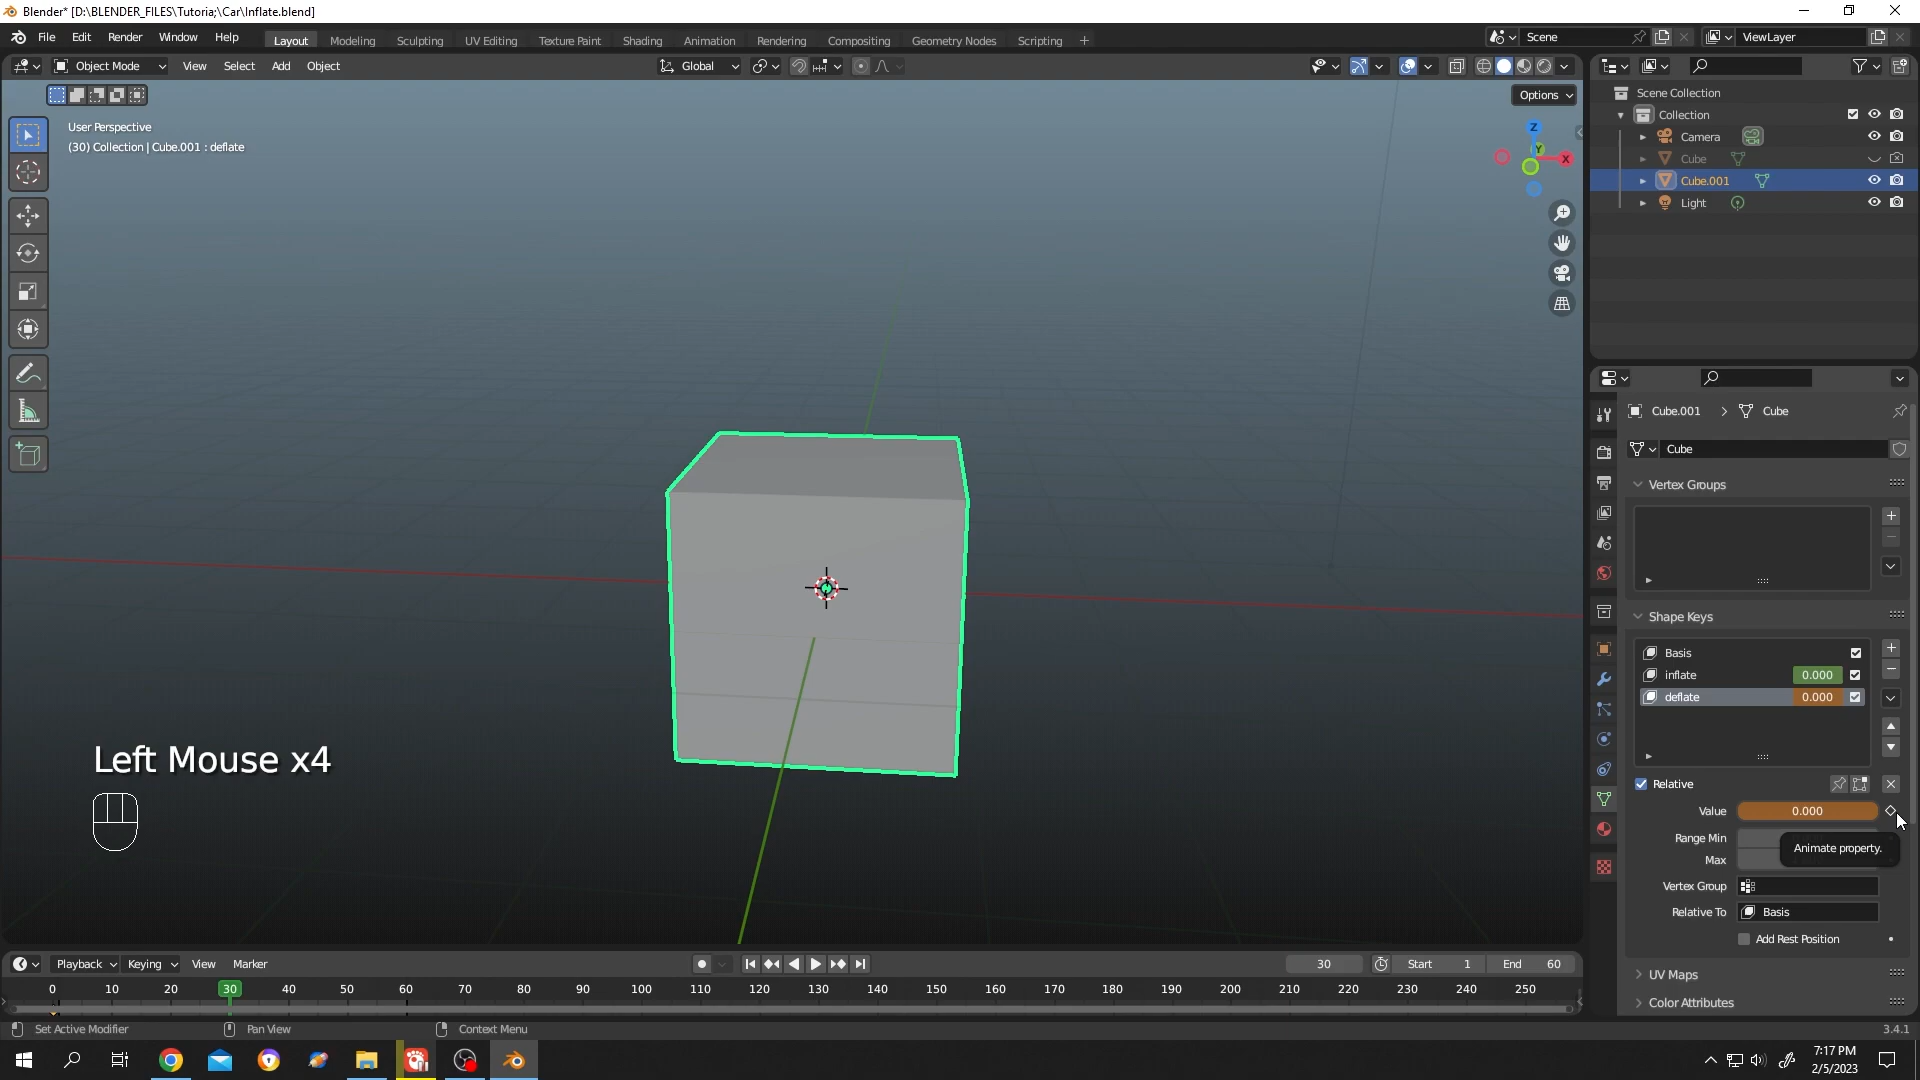 Blender* [D:\BLENDER_FILES\Tutoria;\Car\Inflate.blend]
File Edit Render Window Help
Layout Modeling Sculpting UV Editing Texture Paint Shading Animation Rendering Compositing Geometry Nodes Scripting +
Scene
ViewLayer
Object Mode View Select Add Object
Global
Options
User Perspective
(30) Collection | Cube.001 : deflate
Z
Y
X
Scene Collection
Collection
Camera
Cube
Cube.001
Light
Cube.001 > Cube
Cube
Vertex Groups
Shape Keys
Basis
inflate 0.000
deflate 0.000
Relative
Value 0.000
Animate property.
Range Min
Max
Vertex Group
Relative To Basis
Add Rest Position
UV Maps
Color Attributes
Left Mouse x4
Playback Keying View Marker
30 Start 1 End 60
0 10 20 30 40 50 60 70 80 90 100 110 120 130 140 150 160 170 180 190 200 210 220 230 240 250
Set Active Modifier Pan View Context Menu
3.4.1
7:17 PM
2/5/2023